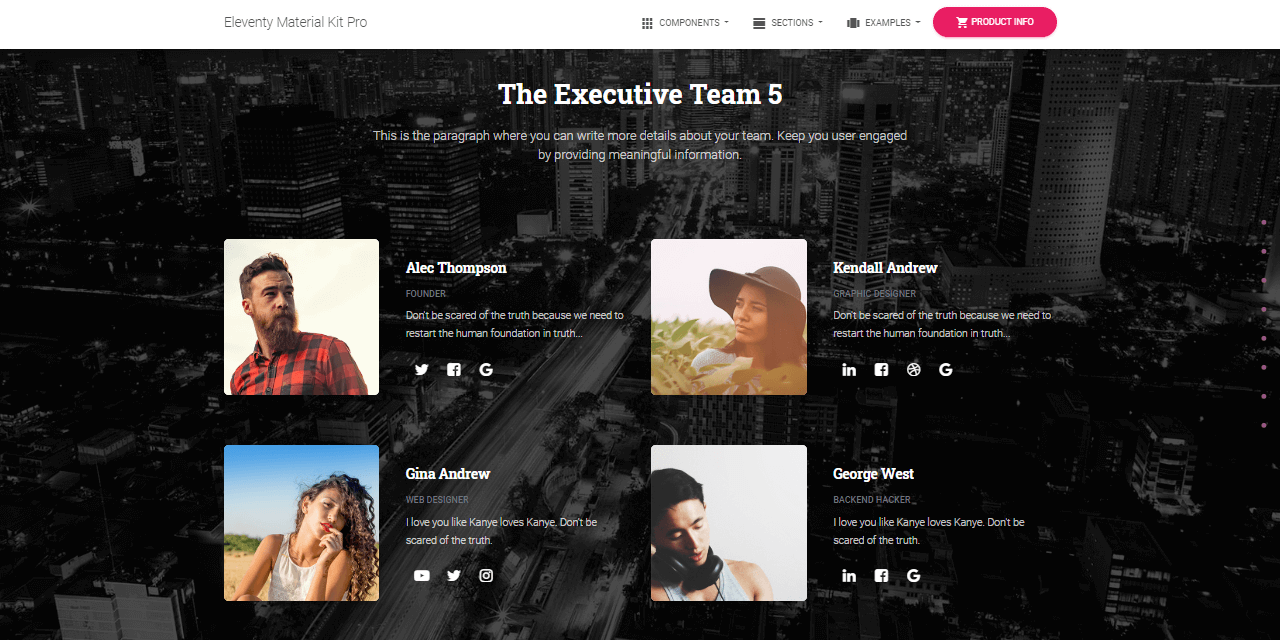 Eleventy Material Kit Pro
COMPONENTS
SECTIONS
EXAMPLES
PRODUCT INFO
The Executive Team 5
This is the paragraph where you can write more details about your team. Keep you user engaged
by providing meaningful information.
Alec Thompson
FOUNDER
Don't be scared of the truth because we need to
restart the human foundation in truth...
Kendall Andrew
GRAPHIC DESIGNER
Don't be scared of the truth because we need to
restart the human foundation in truth...
Gina Andrew
WEB DESIGNER
I love you like Kanye loves Kanye. Don't be
scared of the truth.
George West
BACKEND HACKER
I love you like Kanye loves Kanye. Don't be
scared of the truth.